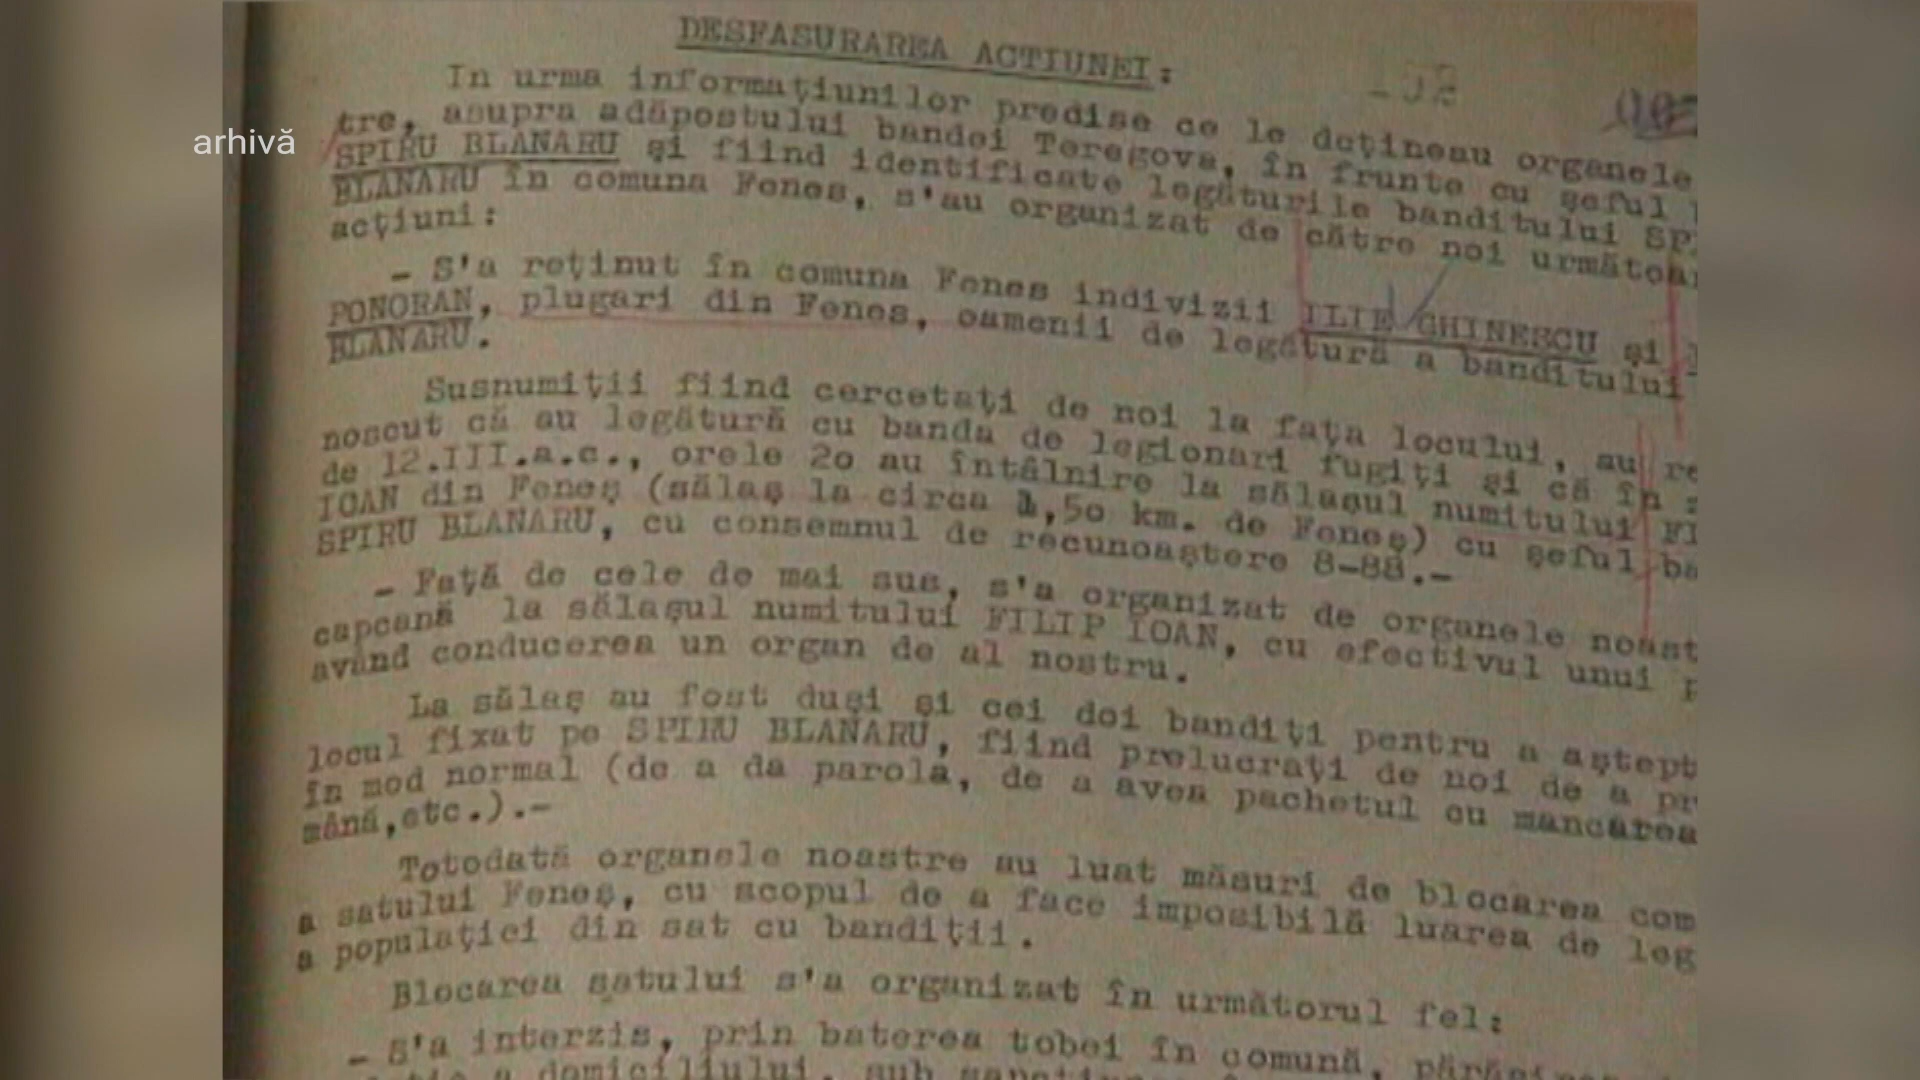 DESFASURAREA ACTIUNEI:
In urma informaţiunilor predise ce le deţineau organele
tre, asupra adăpostului bandei Teregova, în frunte cu şeful
SPIRU BLANARU şi fiind identificate legăturile banditului SP
BLANARU în comuna Fenes, s'au organizat de către noi următoar
acţiuni:
- S'a reţinut în comuna Fenes indivizii ILIE GHINESCU şi
PONORAN, plugari din Fenes, oamenii de legătură a banditului
BLANARU.
Susnumiţii fiind cercetaţi de noi la faţa locului, au re
noscut că au legătură cu banda de legionari fugiţi şi că în
de 12.III.a.c., orele 2o au întâlnire la sălaşul numitului FI
IOAN din Feneş (sălaş la circa 1,5o km. de Feneş) cu şeful ba
SPIRU BLANARU, cu consemnul de recunoaştere 8-88.-
- Faţă de cele de mai sus, s'a organizat de organele noast
capcană la sălaşul numitului FILIP IOAN, cu efectivul unui p
având conducerea un organ de al nostru.
La sălaş au fost duşi şi cei doi bandiţi pentru a aştept
locul fixat pe SPIRU BLANARU, fiind prelucraţi de noi de a pr
în mod normal (de a da parola, de a avea pachetul cu mancarea
mână,etc.).-
Totodată organele noastre au luat măsuri de blocarea com
a satului Feneş, cu scopul de a face imposibilă luarea de leg
a populaţiei din sat cu bandiţii.
Blocarea satului s'a organizat în următorul fel:
- S'a interzis, prin baterea tobei în comună,
a domiciliului, sub
arhivă